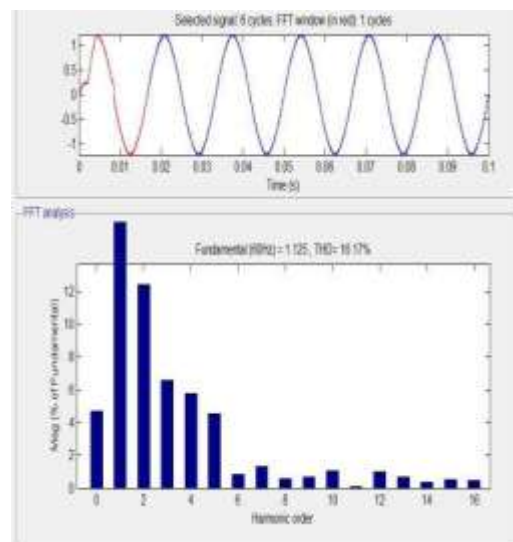 Selected signal: 6 cycles. FFT window (in red): 1 cycles
1
0.5
0
-0.5
-1
0 0.01 0.02 0.03 0.04 0.05 0.06 0.07 0.08 0.09 0.1
Time (s)
FFT analysis
Fundamental (60Hz) = 1.125, THD= 16.17%
Mag (% of Fundamental)
12
10
8
6
4
2
0
0 2 4 6 8 10 12 14 16
Harmonic order